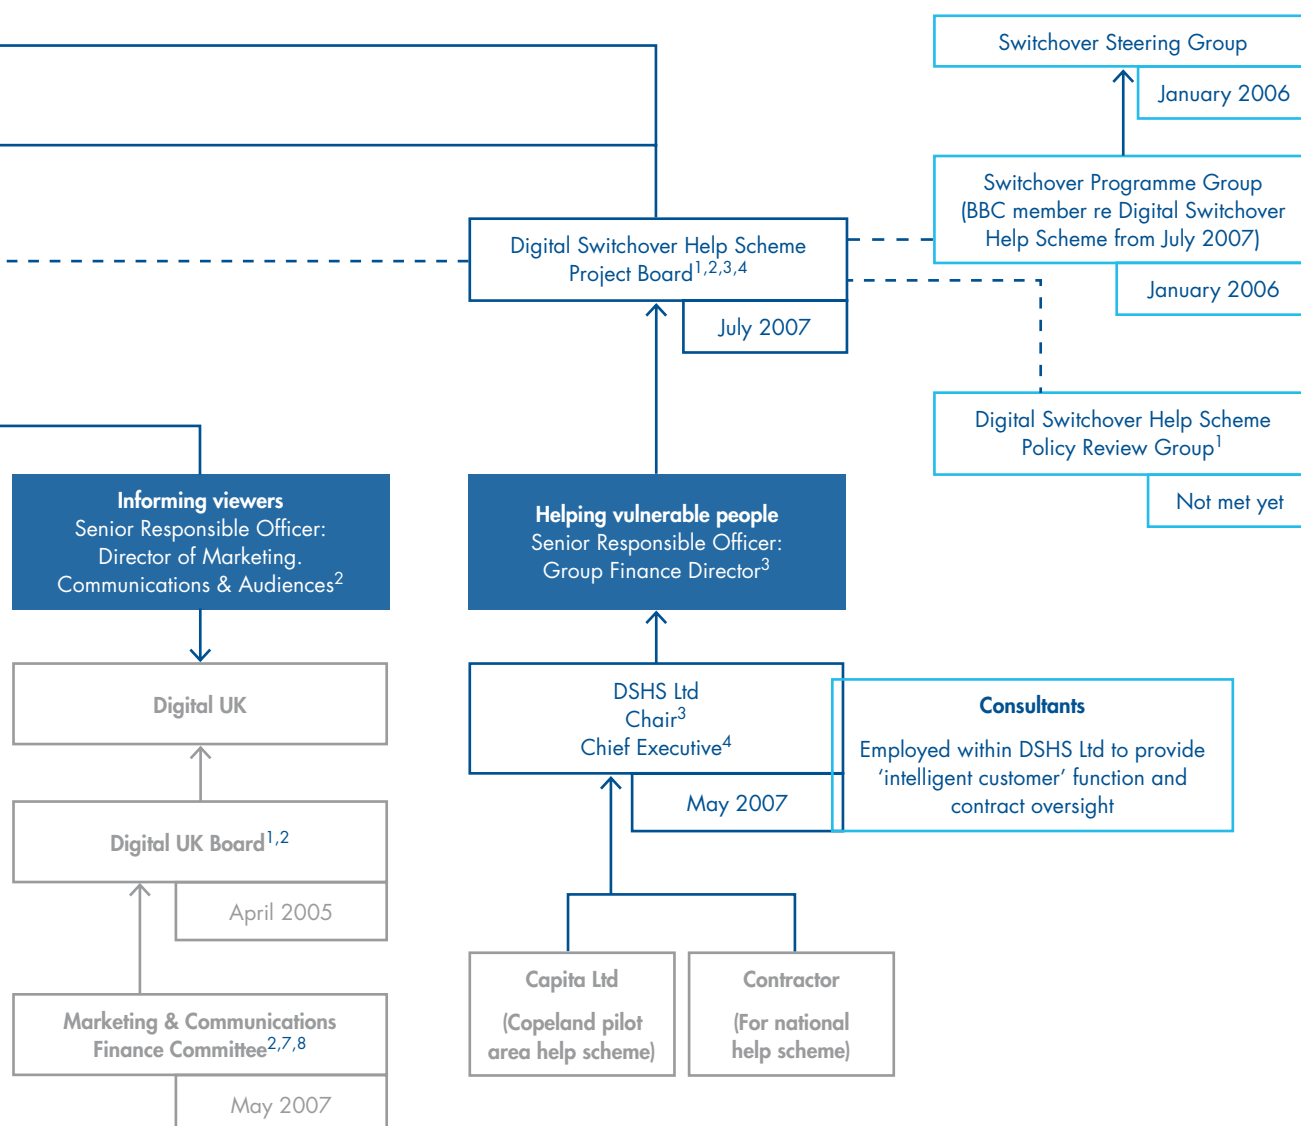 Switchover Steering Group
January 2006
Switchover Programme Group
(BBC member re Digital Switchover
Help Scheme from July 2007)
January 2006
Digital Switchover Help Scheme
Project Board1,2,3,4
July 2007
Digital Switchover Help Scheme
Policy Review Group1
Not met yet
Informing viewers
Senior Responsible Officer:
Director of Marketing.
Communications & Audiences2
Helping vulnerable people
Senior Responsible Officer:
Group Finance Director3
Digital UK
DSHS Ltd
Chair3
Chief Executive4
May 2007
Consultants
Employed within DSHS Ltd to provide
‘intelligent customer’ function and
contract oversight
Digital UK Board1,2
April 2005
Capita Ltd
(Copeland pilot
area help scheme)
Contractor
(For national
help scheme)
Marketing & Communications
Finance Committee2,7,8
May 2007